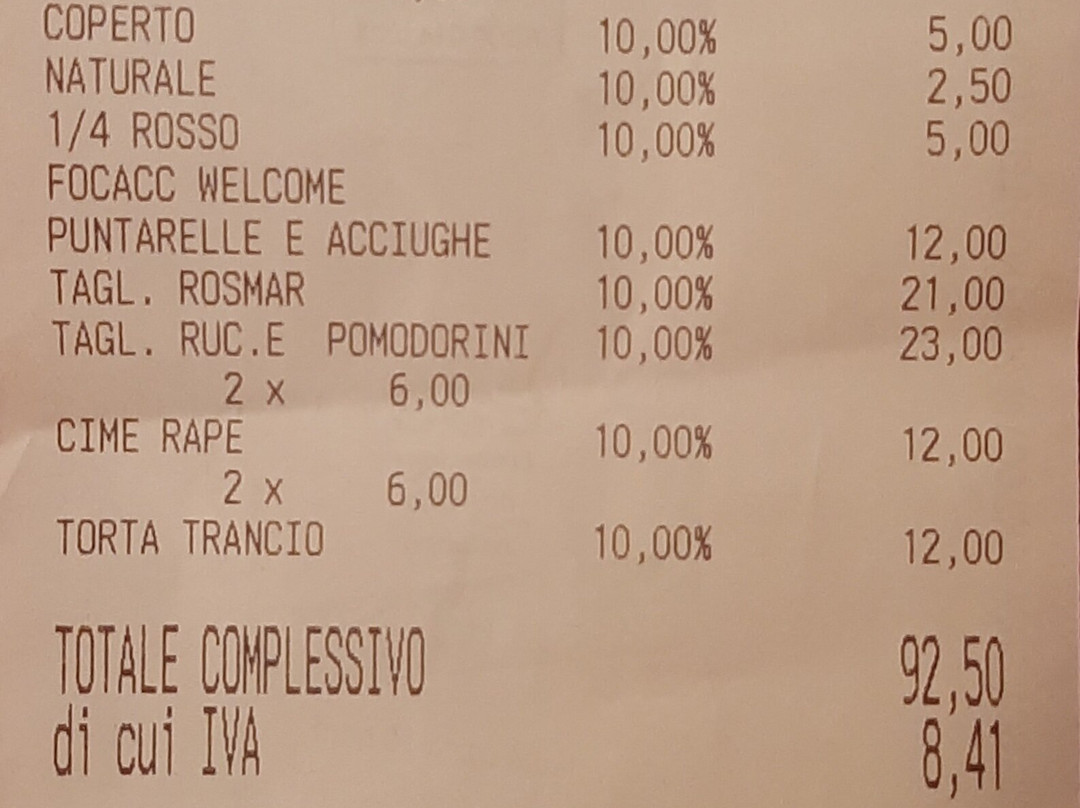 COPERTO 10,00% 5,00
NATURALE 10,00% 2,50
1/4 ROSSO 10,00% 5,00
FOCACC WELCOME
PUNTARELLE E ACCIUGHE 10,00% 12,00
TAGL. ROSMAR 10,00% 21,00
TAGL. RUC.E POMODORINI 10,00% 23,00
2 x 6,00
CIME RAPE 10,00% 12,00
2 x 6,00
TORTA TRANCIO 10,00% 12,00
TOTALE COMPLESSIVO 92,50
di cui IVA 8,41